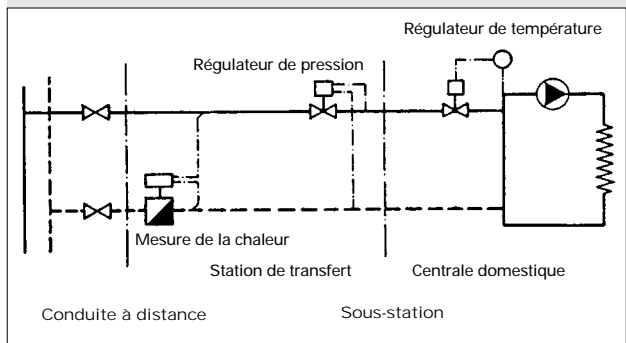 Régulateur de température
Régulateur de pression
Mesure de la chaleur
Station de transfert
Centrale domestique
Conduite à distance
Sous-station